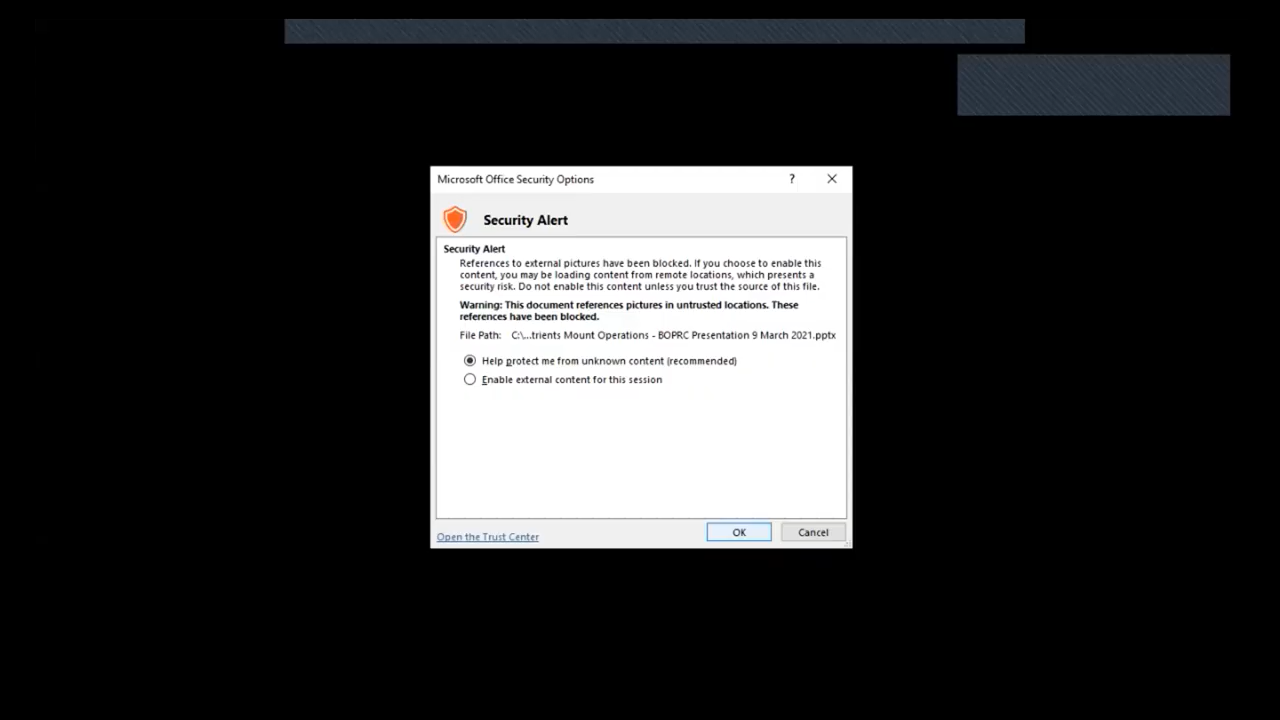 Microsoft Office Security Options
?
Security Alert
Security Alert
References to external pictures have been blocked. If you choose to enable this
content, you may be loading content from remote locations, which presents a
security risk. Do not enable this content unless you trust the source of this file.
Warning: This document references pictures in untrusted locations. These
references have been blocked.
File Path: C:\...trients Mount Operations - BOPRC Presentation 9 March 2021.pptx
Help protect me from unknown content (recommended)
Enable external content for this session
Open the Trust Center
OK
Cancel